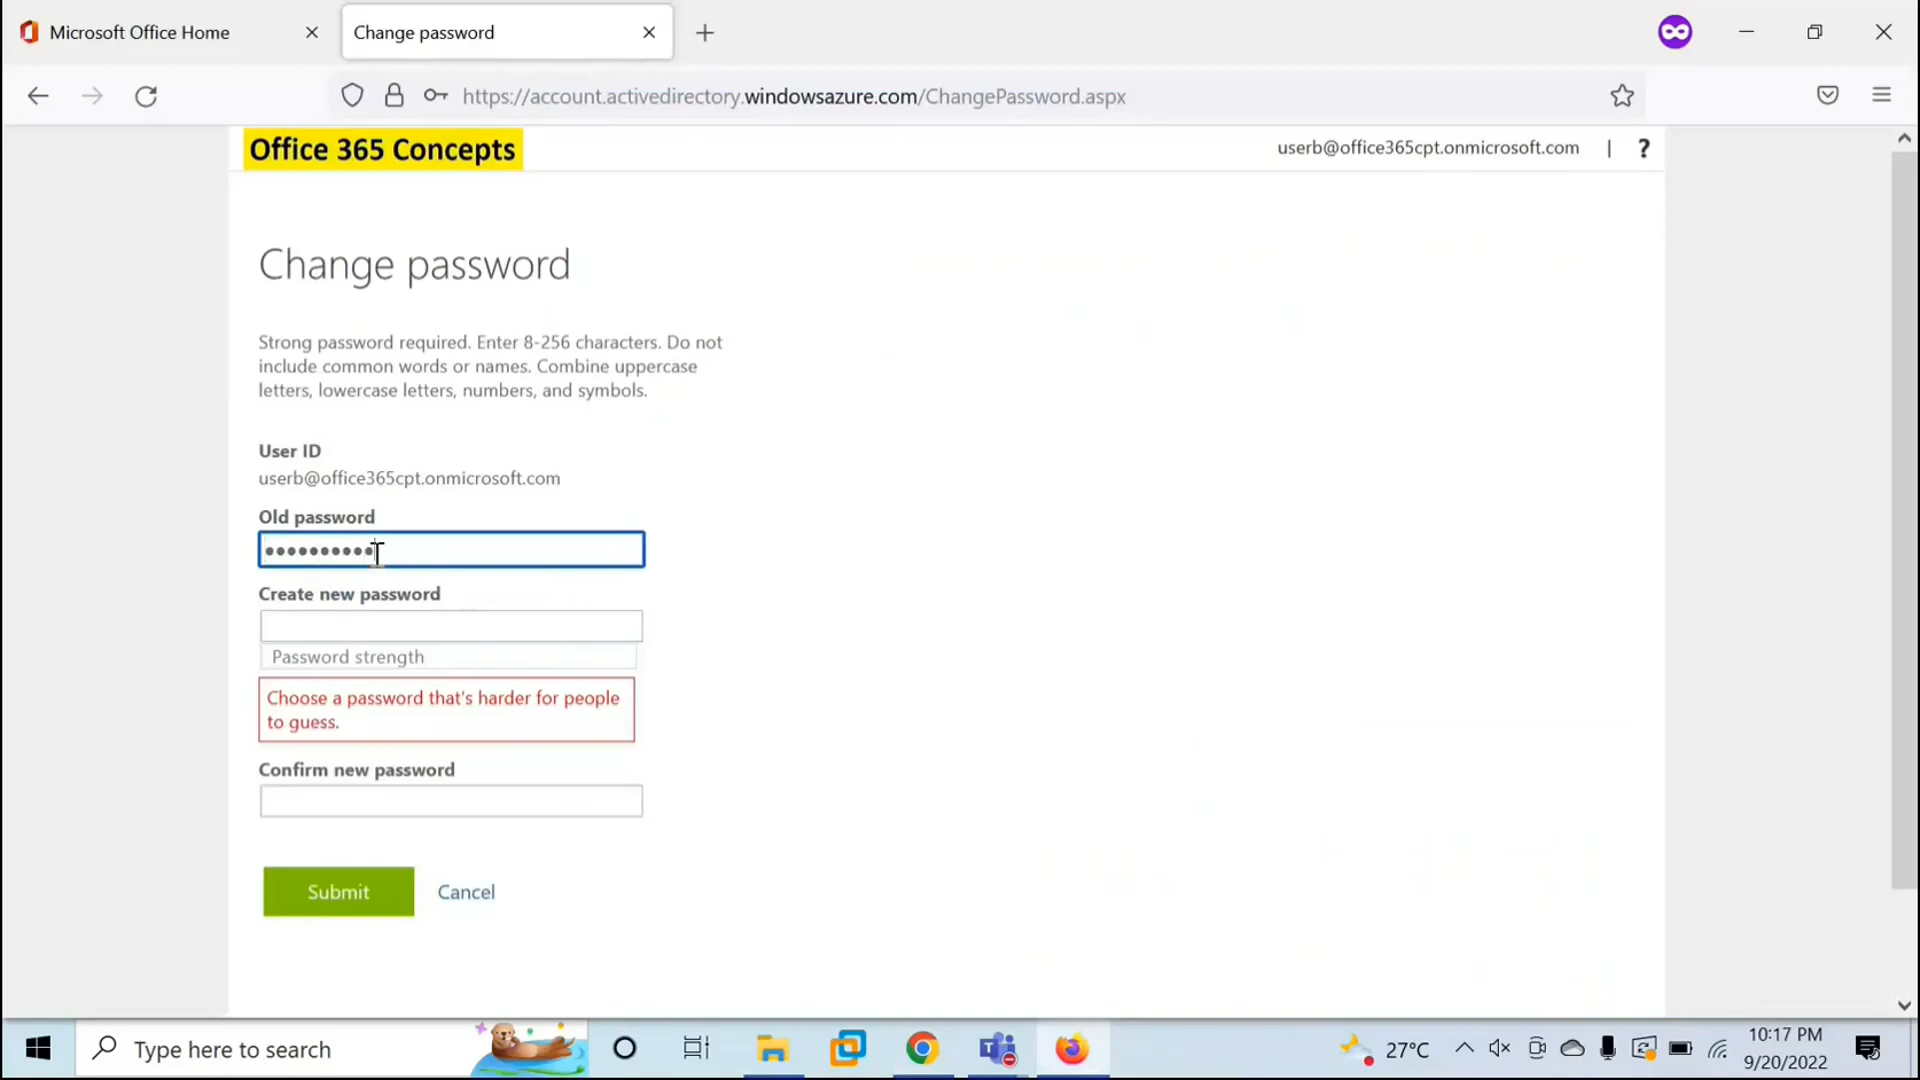 Microsoft Office Home
Change password
https://account.activedirectory.windowsazure.com/ChangePassword.aspx
Office 365 Concepts
userb@office365cpt.onmicrosoft.com | ?
Change password
Strong password required. Enter 8-256 characters. Do not
include common words or names. Combine uppercase
letters, lowercase letters, numbers, and symbols.
User ID
userb@office365cpt.onmicrosoft.com
Old password
Create new password
Password strength
Choose a password that's harder for people
to guess.
Confirm new password
Submit
Cancel
Type here to search
27°C
10:17 PM
9/20/2022